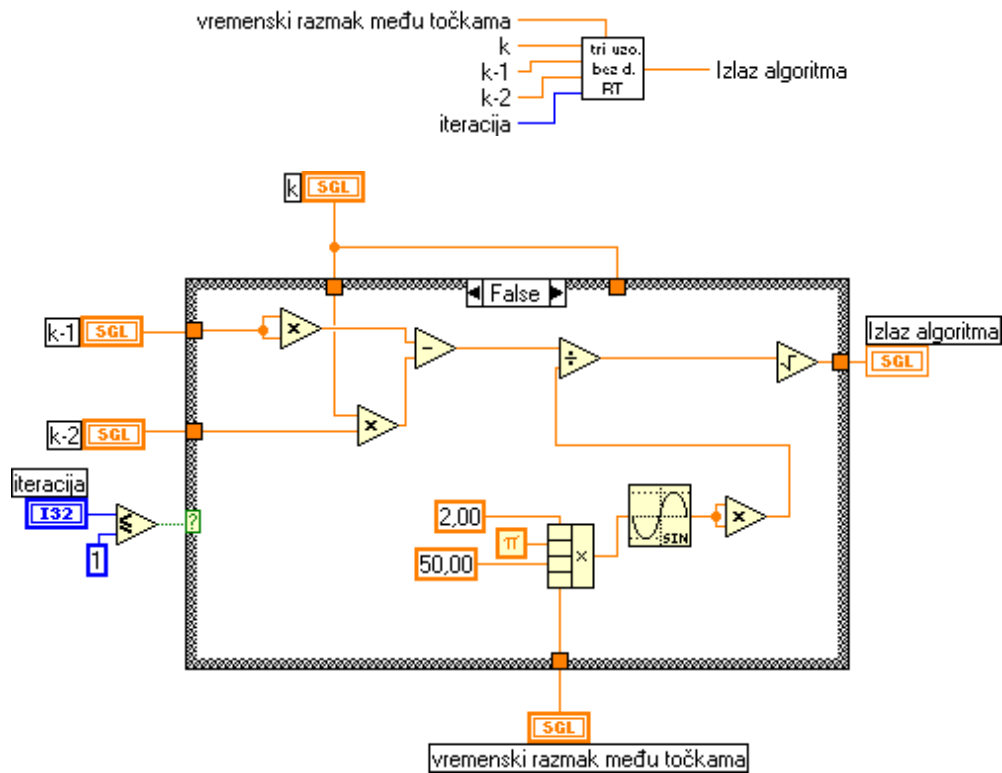 vremenski razmak među točkama
k
k-1
k-2
iteracija
tri uzo.
bez d.
RT
Izlaz algoritma
k
SGL
False
k-1
SGL
×
-
÷
√
Izlaz algoritma
SGL
k-2
SGL
×
iteracija
I32
≤
?
1
2,00
π
50,00
×
SIN
×
SGL
vremenski razmak među točkama